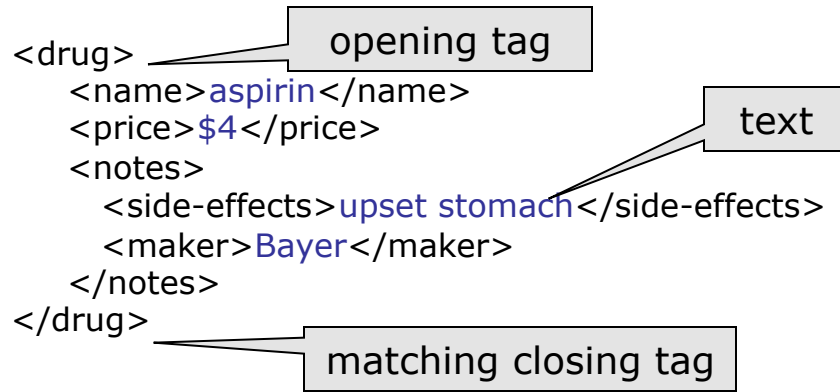 opening tag
<drug>
<name>aspirin</name>
<price>$4</price>
text
<notes>
<side-effects>upset stomach</side-effects>
<maker>Bayer</maker>
</notes>
</drug>
matching closing tag